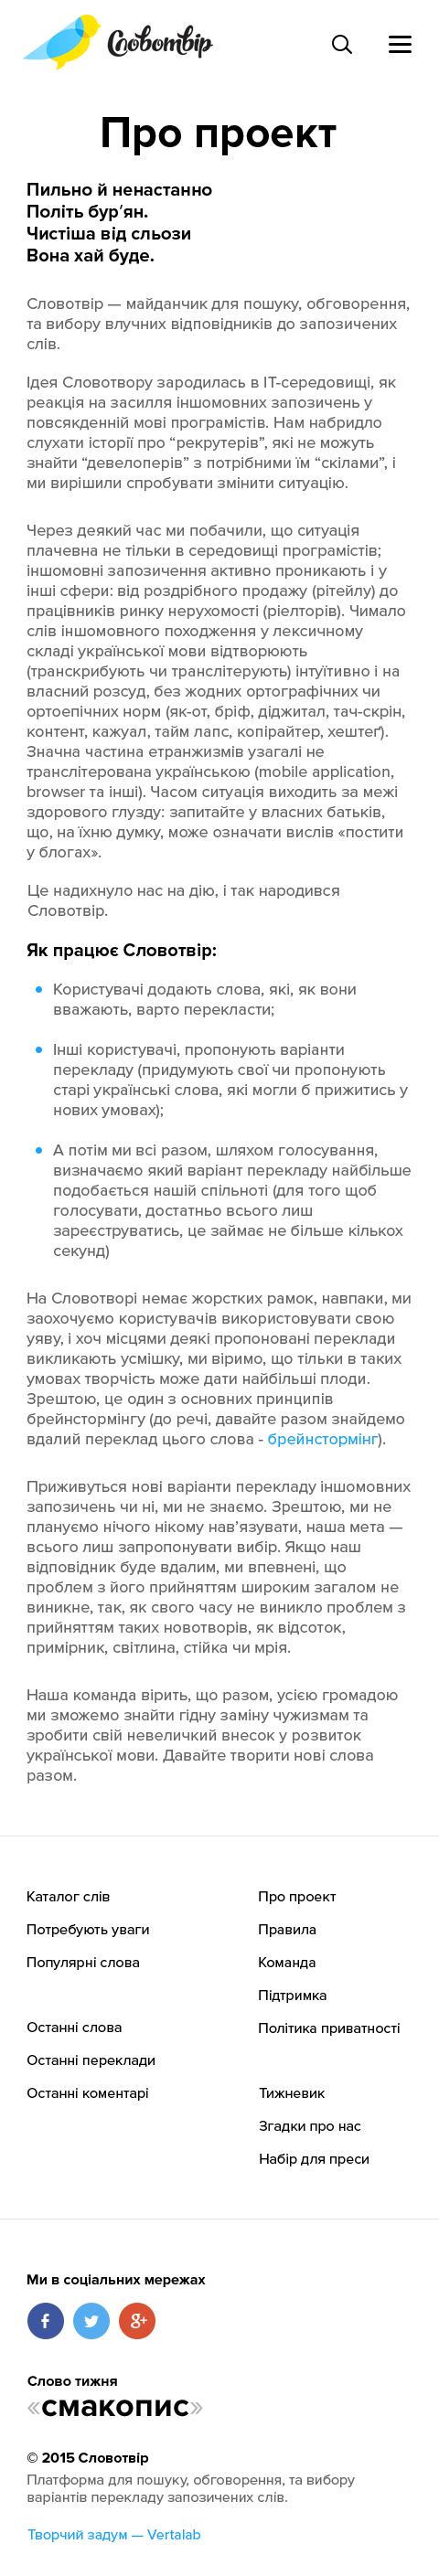 Словотвір
Про проект
Пильно й ненастанно
Політь бур′ян.
Чистіша від сльози
Вона хай буде.
Словотвір — майданчик для пошуку, обговорення,
та вибору влучних відповідників до запозичених
слів.
Ідея Словотвору зародилась в ІТ-середовищі, як
реакція на засилля іншомовних запозичень у
повсякденній мові програмістів. Нам набридло
слухати історії про “рекрутерів”, які не можуть
знайти “девелоперів” з потрібними їм “скілами”, і
ми вирішили спробувати змінити ситуацію.
Через деякий час ми побачили, що ситуація
плачевна не тільки в середовищі програмістів;
іншомовні запозичення активно проникають і у
інші сфери: від роздрібного продажу (рітейлу) до
працівників ринку нерухомості (ріелторів). Чимало
слів іншомовного походження у лексичному
складі української мови відтворюють
(транскрибують чи транслітерують) інтуїтивно і на
власний розсуд, без жодних ортографічних чи
ортоепічних норм (як-от, бріф, діджитал, тач-скрін,
контент, кажуал, тайм лапс, копірайтер, хештеґ).
Значна частина етранжизмів узагалі не
транслітерована українською (mobile application,
browser та інші). Часом ситуація виходить за межі
здорового глузду: запитайте у власних батьків,
що, на їхню думку, може означати вислів «постити
у блогах».
Це надихнуло нас на дію, і так народився
Словотвір.
Як працює Словотвір:
Користувачі додають слова, які, як вони
вважають, варто перекласти;
Інші користувачі, пропонують варіанти
перекладу (придумують свої чи пропонують
старі українські слова, які могли б прижитись у
нових умовах);
А потім ми всі разом, шляхом голосування,
визначаємо який варіант перекладу найбільше
подобається нашій спільноті (для того щоб
голосувати, достатньо всього лиш
зареєструватись, це займає не більше кількох
секунд)
На Словотворі немає жорстких рамок, навпаки, ми
заохочуємо користувачів використовувати свою
уяву, і хоч місцями деякі пропоновані переклади
викликають усмішку, ми віримо, що тільки в таких
умовах творчість може дати найбільші плоди.
Зрештою, це один з основних принципів
брейнстормінгу (до речі, давайте разом знайдемо
вдалий переклад цього слова - брейнстормінг).
Приживуться нові варіанти перекладу іншомовних
запозичень чи ні, ми не знаємо. Зрештою, ми не
плануємо нічого нікому нав’язувати, наша мета —
всього лиш запропонувати вибір. Якщо наш
відповідник буде вдалим, ми впевнені, що
проблем з його прийняттям широким загалом не
виникне, так, як свого часу не виникло проблем з
прийняттям таких новотворів, як відсоток,
примірник, світлина, стійка чи мрія.
Наша команда вірить, що разом, усією громадою
ми зможемо знайти гідну заміну чужизмам та
зробити свій невеличкий внесок у розвиток
української мови. Давайте творити нові слова
разом.
Каталог слів
Потребують уваги
Популярні слова
Останні слова
Останні переклади
Останні коментарі
Про проект
Правила
Команда
Підтримка
Політика приватності
Тижневик
Згадки про нас
Набір для преси
Ми в соціальних мережах
Слово тижня
«смакопис»
© 2015 Словотвір
Платформа для пошуку, обговорення, та вибору
варіантів перекладу запозичених слів.
Творчий задум — Vertalab